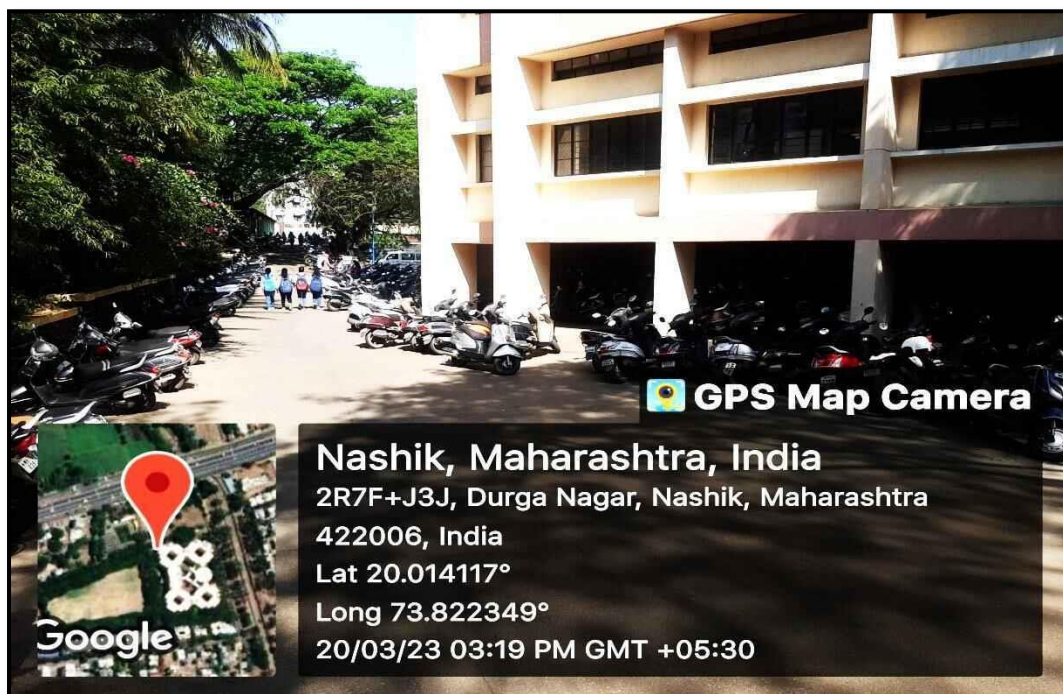 GPS Map Camera
Nashik, Maharashtra, India
2R7F+J3J, Durga Nagar, Nashik, Maharashtra
422006, India
Lat 20.014117°
Long 73.822349°
20/03/23 03:19 PM GMT +05:30
Google